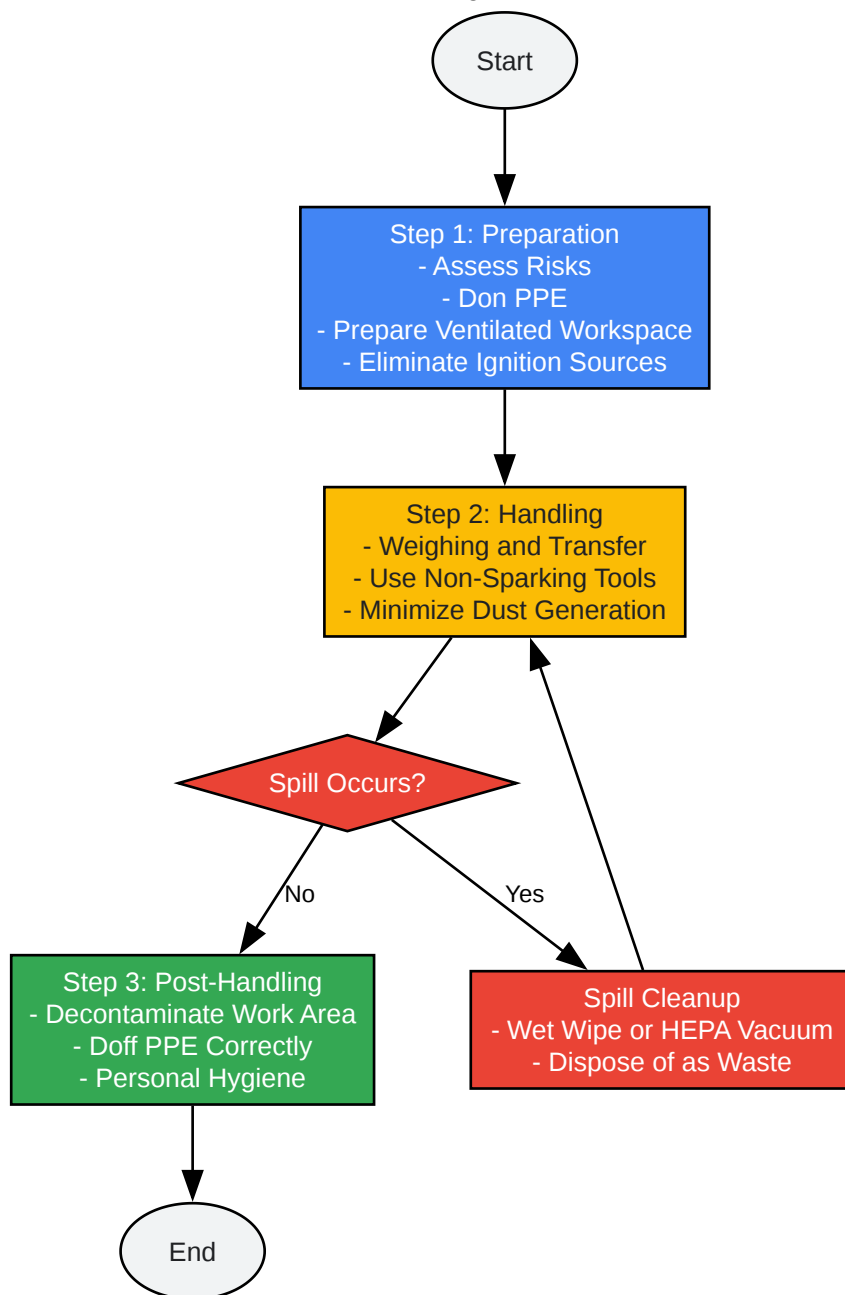 Start
Step 1: Preparation
- Assess Risks
- Don PPE
- Prepare Ventilated Workspace
- Eliminate Ignition Sources
Step 2: Handling
- Weighing and Transfer
- Use Non-Sparking Tools
- Minimize Dust Generation
Spill Occurs?
No
Yes
Step 3: Post-Handling
- Decontaminate Work Area
- Doff PPE Correctly
- Personal Hygiene
Spill Cleanup
- Wet Wipe or HEPA Vacuum
- Dispose of as Waste
End